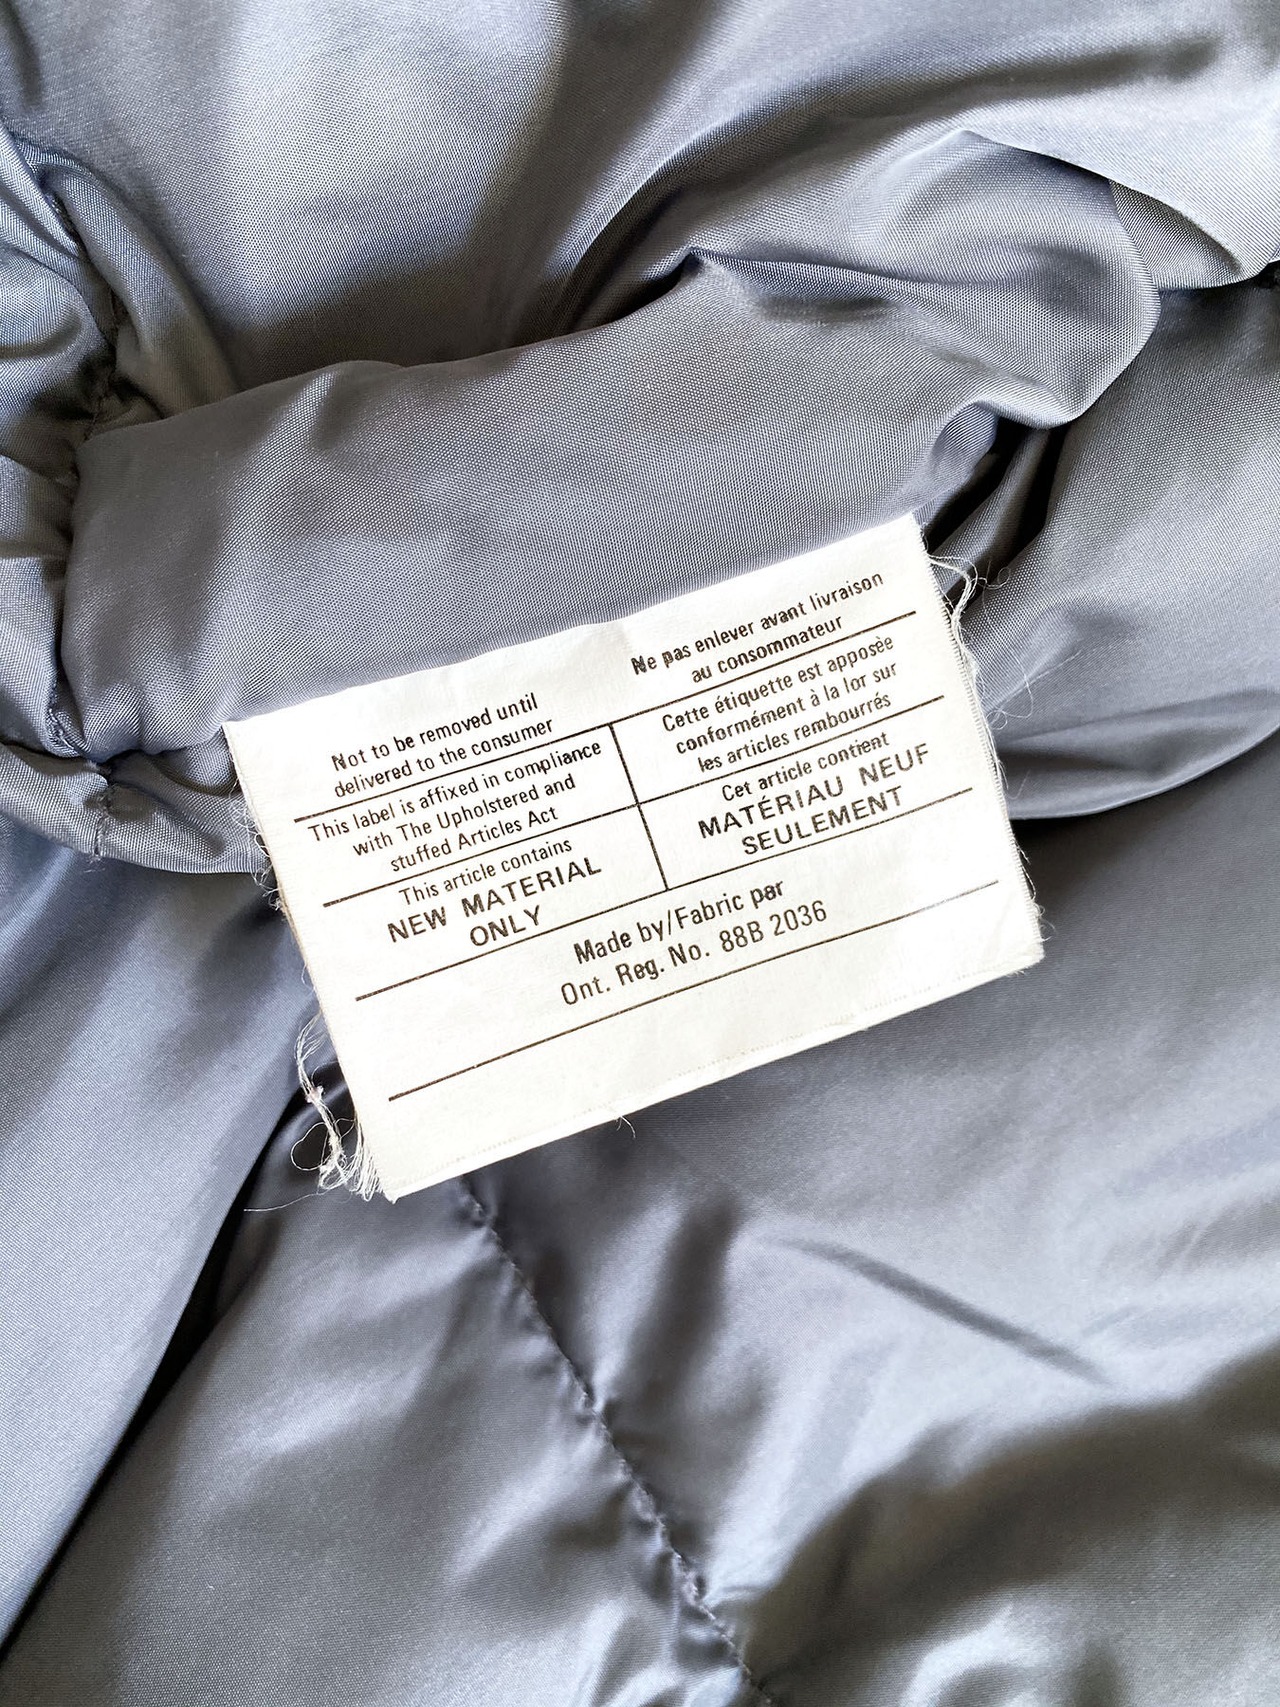 Not to be removed until
delivered to the consumer
This label is affixed in compliance
with The Upholstered and
stuffed Articles Act
This article contains
NEW MATERIAL
ONLY
Ne pas enlever avant livraison
au consommateur
Cette étiquette est apposèe
conformément à la lor sur
les articles rembourrés
Cet article contient
MATÉRIAU NEUF
SEULEMENT
Made by/Fabric par
Ont. Reg. No. 88B 2036